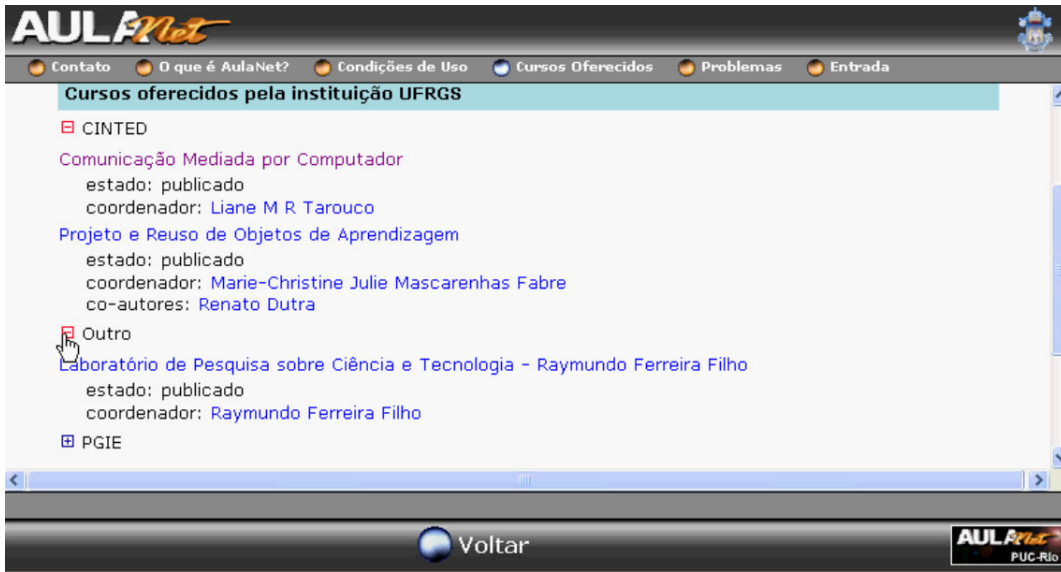 AULANet
Contato O que é AulaNet? Condições de Uso Cursos Oferecidos Problemas Entrada
Cursos oferecidos pela instituição UFRGS
CINTED
Comunicação Mediada por Computador
estado: publicado
coordenador: Liane M R Tarouco
Projeto e Reuso de Objetos de Aprendizagem
estado: publicado
coordenador: Marie-Christine Julie Mascarenhas Fabre
co-autores: Renato Dutra
Outro
Laboratório de Pesquisa sobre Ciência e Tecnologia - Raymundo Ferreira Filho
estado: publicado
coordenador: Raymundo Ferreira Filho
PGIE
Voltar
AULANet
PUC-Rio